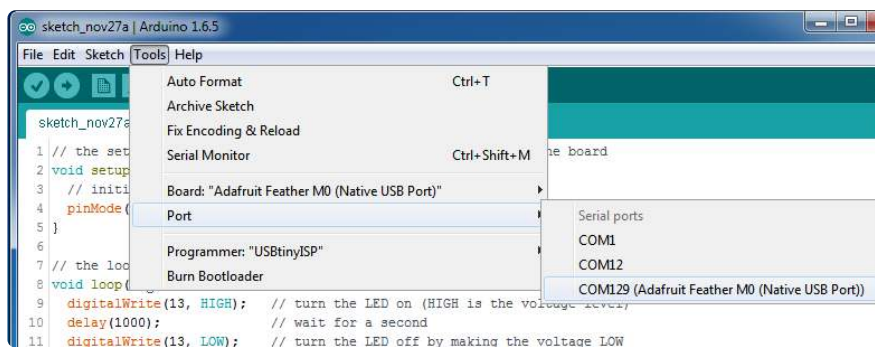 sketch_nov27a | Arduino 1.6.5
File Edit Sketch Tools Help
Auto Format Ctrl+T
Archive Sketch
Fix Encoding & Reload
Serial Monitor Ctrl+Shift+M
Board: "Adafruit Feather M0 (Native USB Port)"
Port
Programmer: "USBtinyISP"
Burn Bootloader
Serial ports
COM1
COM12
COM129 (Adafruit Feather M0 (Native USB Port))
sketch_nov27a
1 // the set board
2 void setup
3 // initi
4 pinMode(
5 }
6
7 // the loo
8 void loop(
9 digitalWrite(13, HIGH); // turn the LED on (HIGH is the voltage level)
10 delay(1000); // wait for a second
11 digitalWrite(13, LOW); // turn the LED off by making the voltage LOW